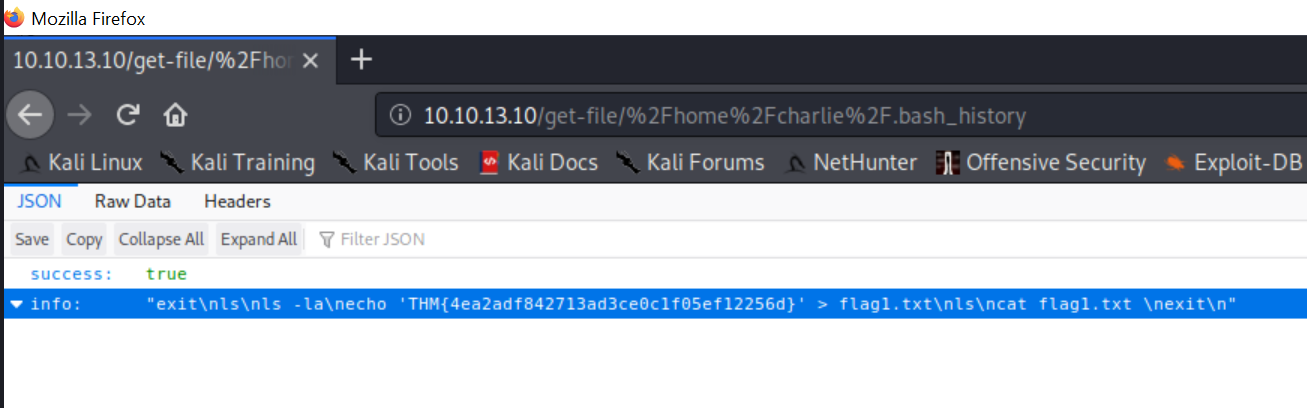 Mozilla Firefox
10.10.13.10/get-file/%2Fhor
10.10.13.10/get-file/%2Fhome%2Fcharlie%2F.bash_history
Kali Linux Kali Training Kali Tools Kali Docs Kali Forums NetHunter Offensive Security Exploit-DB
JSON Raw Data Headers
Save Copy Collapse All Expand All Filter JSON
success: true
info: "exit\nls\nls -la\necho 'THM{4ea2adf842713ad3ce0c1f05ef12256d}' > flag1.txt\nls\ncat flag1.txt \nexit\n"